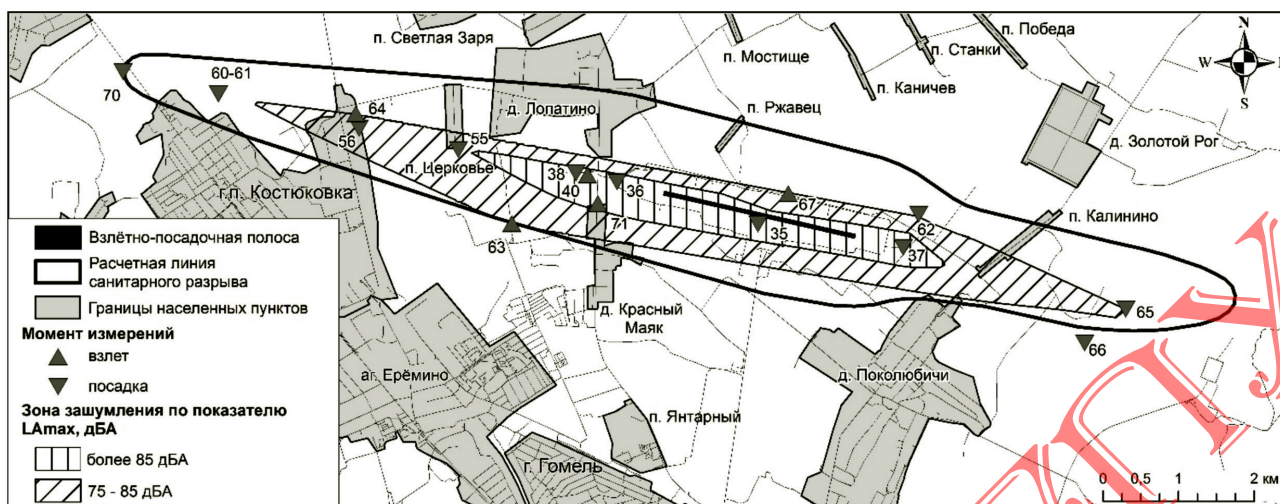 п. Светлая Заря
п. Мостище
п. Победа
п. Станки
п. Каничев
N
W
E
S
70
60-61
64
56
55
д. Лопатино
п. Ржавец
д. Золотой Рог
п. Церковье
г.п. Костюковка
38
40
36
67
62
п. Калинино
71
35
37
63
65
66
д. Красный
Маяк
аг. Ерёмино
д. Поколюбичи
п. Янтарный
г. Гомель
Взлётно-посадочная полоса
Расчетная линия
санитарного разрыва
Границы населенных пунктов
Момент измерений
взлет
посадка
Зона зашумления по показателю
LAmax, дБА
более 85 дБА
75 - 85 дБА
0 0,5 1 2 км